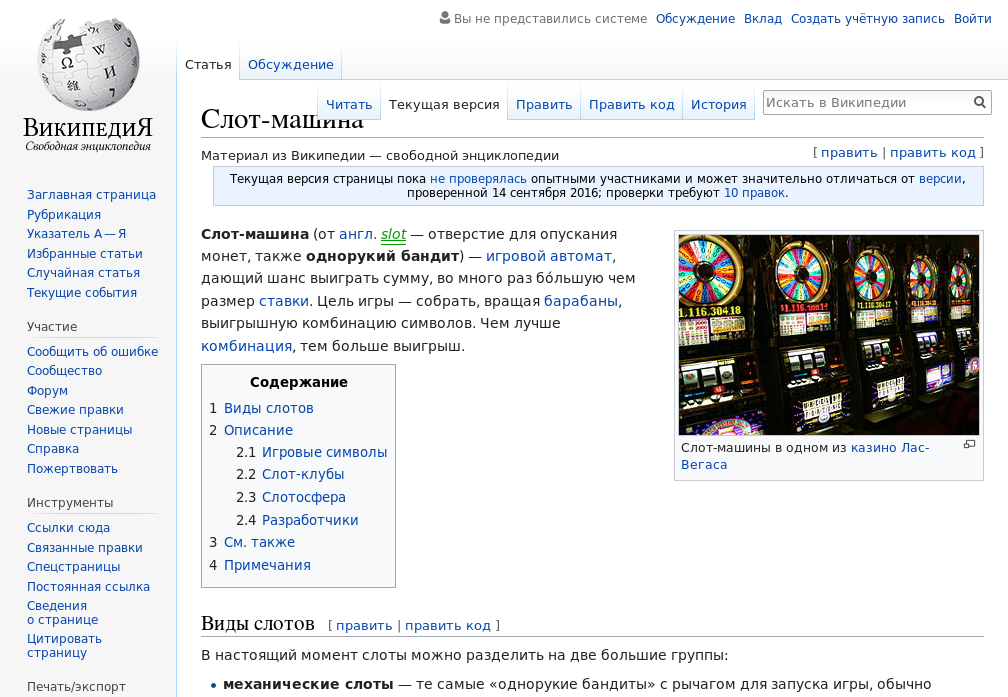 Вы не представились системе Обсуждение Вклад Создать учётную запись Войти
Статья Обсуждение
Читать Текущая версия Править Править код История Искать в Википедии
ВикипедиЯ
Свободная энциклопедия
Заглавная страница
Рубрикация
Указатель А — Я
Избранные статьи
Случайная статья
Текущие события
Участие
Сообщить об ошибке
Сообщество
Форум
Свежие правки
Новые страницы
Справка
Пожертвовать
Инструменты
Ссылки сюда
Связанные правки
Спецстраницы
Постоянная ссылка
Сведения
о странице
Цитировать
страницу
Печать/экспорт
Слот-машина
[ править | править код ]
Материал из Википедии — свободной энциклопедии
Текущая версия страницы пока не проверялась опытными участниками и может значительно отличаться от версии,
проверенной 14 сентября 2016; проверки требуют 10 правок.
Слот-машина (от англ. slot — отверстие для опускания
монет, также однорукий бандит) — игровой автомат,
дающий шанс выиграть сумму, во много раз бо́льшую чем
размер ставки. Цель игры — собрать, вращая барабаны,
выигрышную комбинацию символов. Чем лучше
комбинация, тем больше выигрыш.
Слот-машины в одном из казино Лас-
Вегаса
Содержание
1 Виды слотов
2 Описание
2.1 Игровые символы
2.2 Слот-клубы
2.3 Слотосфера
2.4 Разработчики
3 См. также
4 Примечания
Виды слотов [ править | править код ]
В настоящий момент слоты можно разделить на две большие группы:
• механические слоты — те самые «однорукие бандиты» с рычагом для запуска игры, обычно